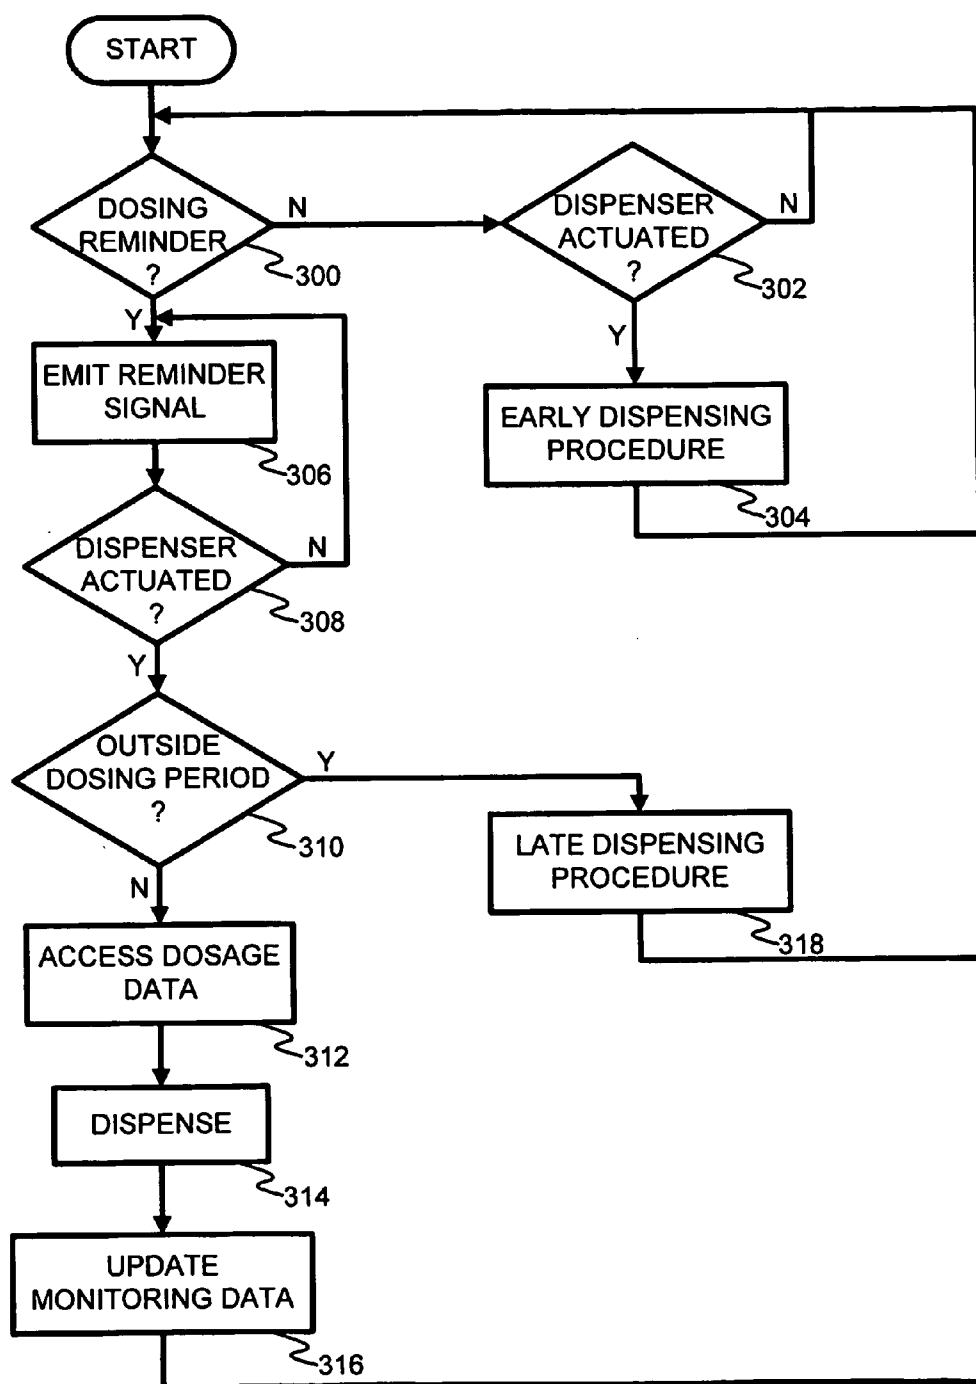 START
DOSING
REMINDER
?
N
300
DISPENSER
ACTUATED
?
N
302
Y
Y
EMIT REMINDER
SIGNAL
306
EARLY DISPENSING
PROCEDURE
304
DISPENSER
ACTUATED
?
N
308
Y
OUTSIDE
DOSING PERIOD
?
Y
310
N
LATE DISPENSING
PROCEDURE
318
ACCESS DOSAGE
DATA
312
DISPENSE
314
UPDATE
MONITORING DATA
316